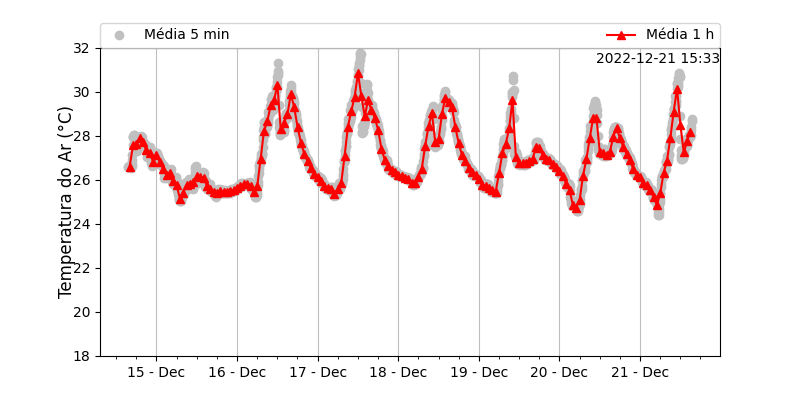 Média 5 min
Média 1 h
2022-12-21 15:33
Temperatura do Ar (°C)
32
30
28
26
24
22
20
18
15 - Dec
16 - Dec
17 - Dec
18 - Dec
19 - Dec
20 - Dec
21 - Dec